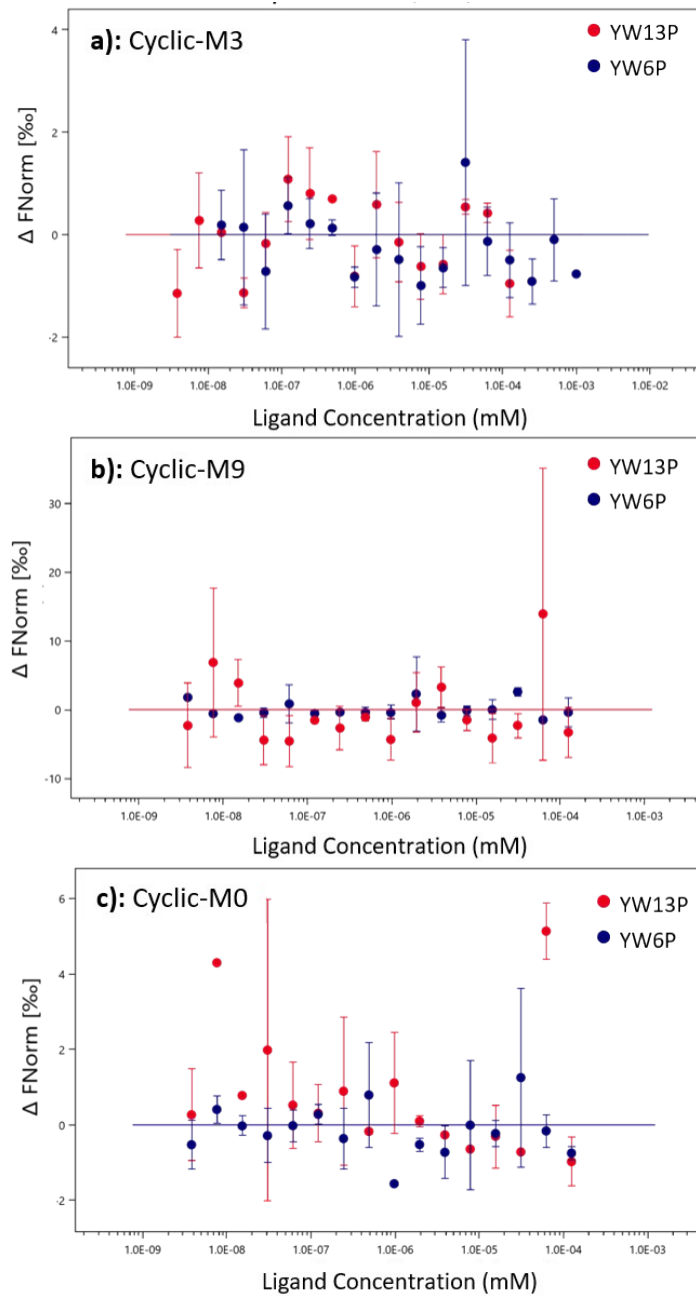 a): Cyclic-M3
YW13P
YW6P
Δ FNorm [‰]
4
2
0
-2
1.0E-09 1.0E-08 1.0E-07 1.0E-06 1.0E-05 1.0E-04 1.0E-03 1.0E-02
Ligand Concentration (mM)
b): Cyclic-M9
YW13P
YW6P
Δ FNorm [‰]
30
20
10
0
-10
1.0E-09 1.0E-08 1.0E-07 1.0E-06 1.0E-05 1.0E-04 1.0E-03
Ligand Concentration (mM)
c): Cyclic-M0
YW13P
YW6P
Δ FNorm [‰]
6
4
2
0
-2
1.0E-09 1.0E-08 1.0E-07 1.0E-06 1.0E-05 1.0E-04 1.0E-03
Ligand Concentration (mM)